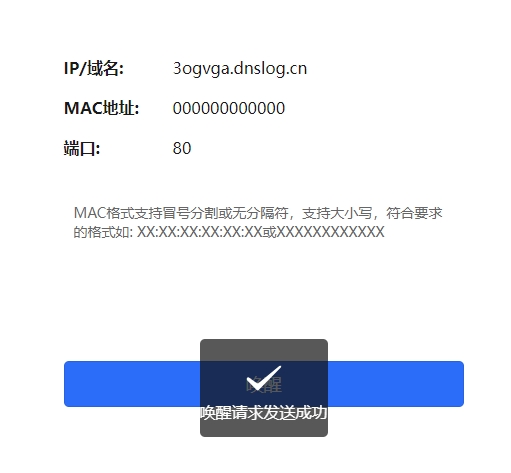 IP/域名: 3ogvga.dnslog.cn
MAC地址: 000000000000
端口: 80
MAC格式支持冒号分割或无分隔符，支持大小写，符合要求
的格式如: XX:XX:XX:XX:XX:XX或XXXXXXXXXXXX
唤醒
唤醒请求发送成功